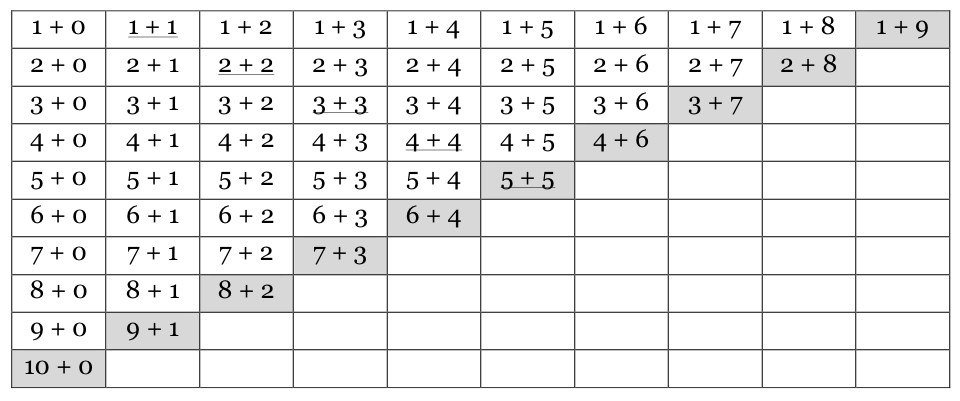 1 + 0 1 + 1 1 + 2 1 + 3 1 + 4 1 + 5 1 + 6 1 + 7 1 + 8 1 + 9
2 + 0 2 + 1 2 + 2 2 + 3 2 + 4 2 + 5 2 + 6 2 + 7 2 + 8
3 + 0 3 + 1 3 + 2 3 + 3 3 + 4 3 + 5 3 + 6 3 + 7
4 + 0 4 + 1 4 + 2 4 + 3 4 + 4 4 + 5 4 + 6
5 + 0 5 + 1 5 + 2 5 + 3 5 + 4 5 + 5
6 + 0 6 + 1 6 + 2 6 + 3 6 + 4
7 + 0 7 + 1 7 + 2 7 + 3
8 + 0 8 + 1 8 + 2
9 + 0 9 + 1
10 + 0